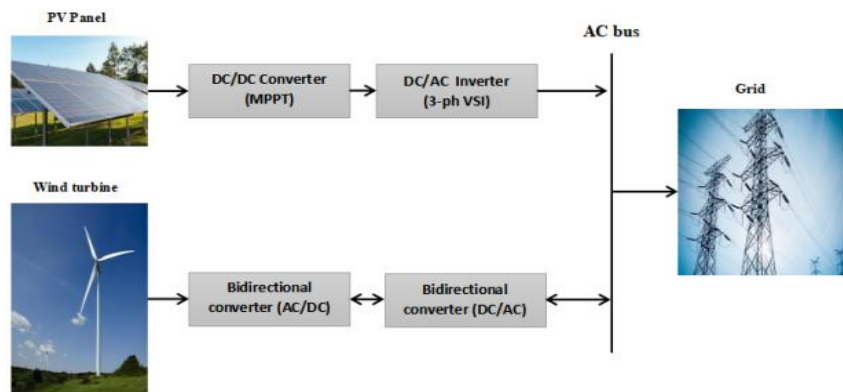 PV Panel
DC/DC Converter
(MPPT)
DC/AC Inverter
(3-ph VSI)
AC bus
Grid
Wind turbine
Bidirectional
converter (AC/DC)
Bidirectional
converter (DC/AC)